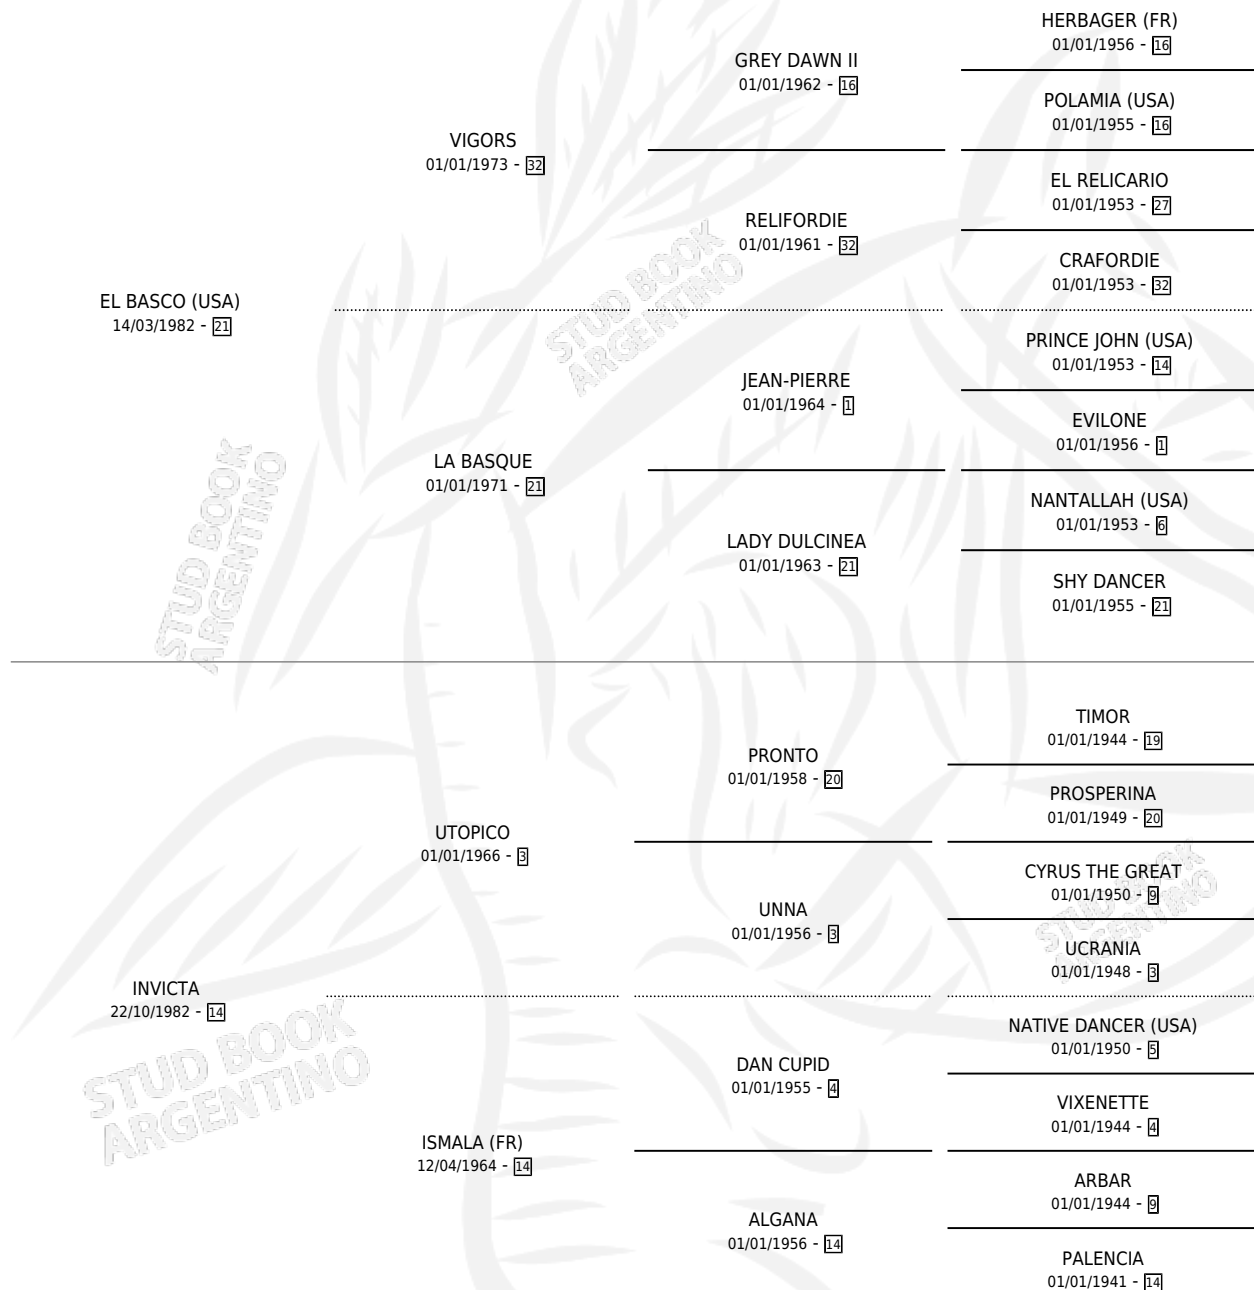 HERBAGER (FR)
01/01/1956 - 16
GREY DAWN II
01/01/1962 - 16
POLAMIA (USA)
01/01/1955 - 16
VIGORS
01/01/1973 - 32
EL RELICARIO
01/01/1953 - 27
RELIFORDIE
01/01/1961 - 32
CRAFORDIE
01/01/1953 - 32
EL BASCO (USA)
14/03/1982 - 21
PRINCE JOHN (USA)
01/01/1953 - 14
JEAN-PIERRE
01/01/1964 - 1
EVILONE
01/01/1956 - 1
LA BASQUE
01/01/1971 - 21
NANTALLAH (USA)
01/01/1953 - 6
LADY DULCINEA
01/01/1963 - 21
SHY DANCER
01/01/1955 - 21
TIMOR
01/01/1944 - 19
PRONTO
01/01/1958 - 20
PROSPERINA
01/01/1949 - 20
UTOPICO
01/01/1966 - 3
CYRUS THE GREAT
01/01/1950 - 9
UNNA
01/01/1956 - 3
UCRANIA
01/01/1948 - 3
INVICTA
22/10/1982 - 14
NATIVE DANCER (USA)
01/01/1950 - 5
DAN CUPID
01/01/1955 - 4
VIXENETTE
01/01/1944 - 4
ISMALA (FR)
12/04/1964 - 14
ARBAR
01/01/1944 - 9
ALGANA
01/01/1956 - 14
PALENCIA
01/01/1941 - 14
STUD BOOK
ARGENTINO
STUD BOOK
ARGENTINO
STUD BOOK
ARGENTINO
STUD BOOK
ARGENTINO